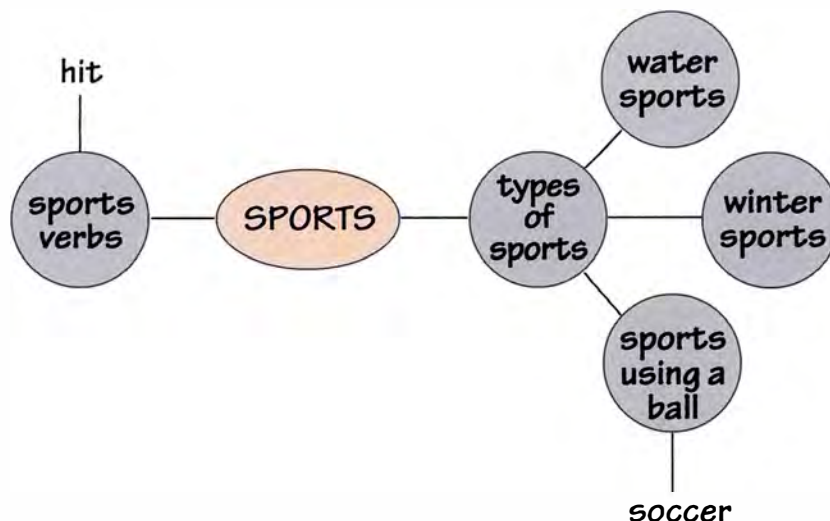 hit
sports
verbs
SPORTS
types
of
sports
water
sports
winter
sports
sports
using a
ball
soccer